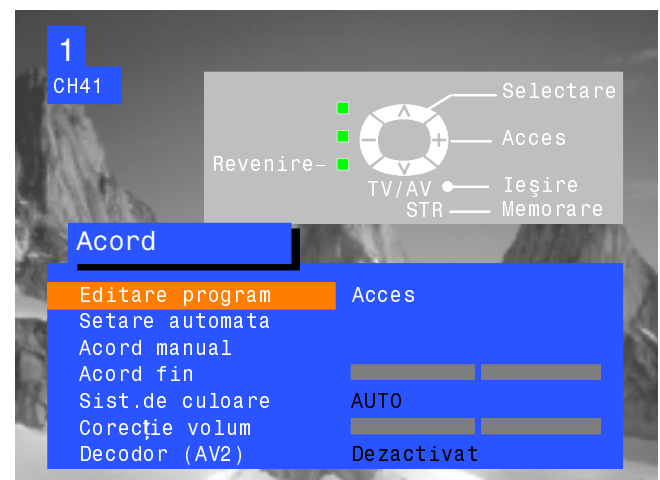 1
CH41
Selectare
Acces
Revenire–
TV/AV
Ieşire
STR
Memorare
Acord
Editare program Acces
Setare automata
Acord manual
Acord fin
Sist.de culoare AUTO
Corecţie volum
Decodor (AV2) Dezactivat